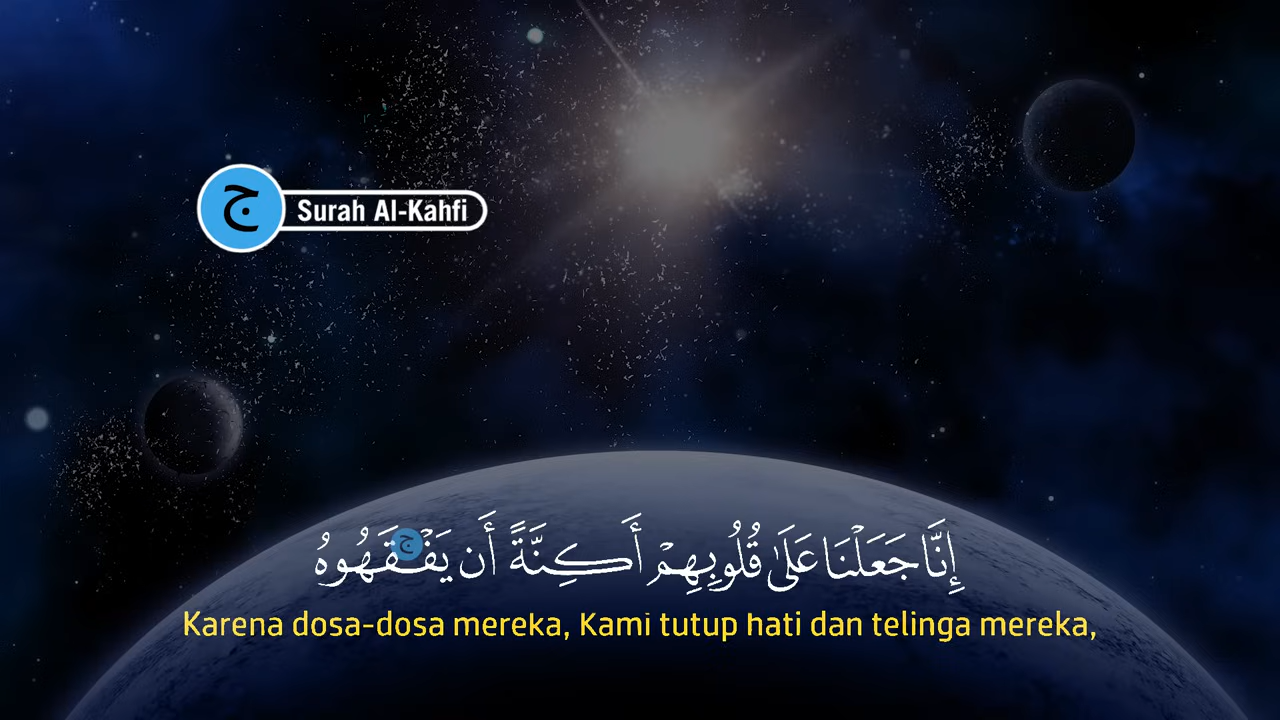 ج
Surah Al-Kahfi
إِنَّا جَعَلْنَا عَلَىٰ قُلُوبِهِمْ أَكِنَّةً أَن يَفْقَهُوهُ
ج
Karena dosa-dosa mereka, Kami tutup hati dan telinga mereka,